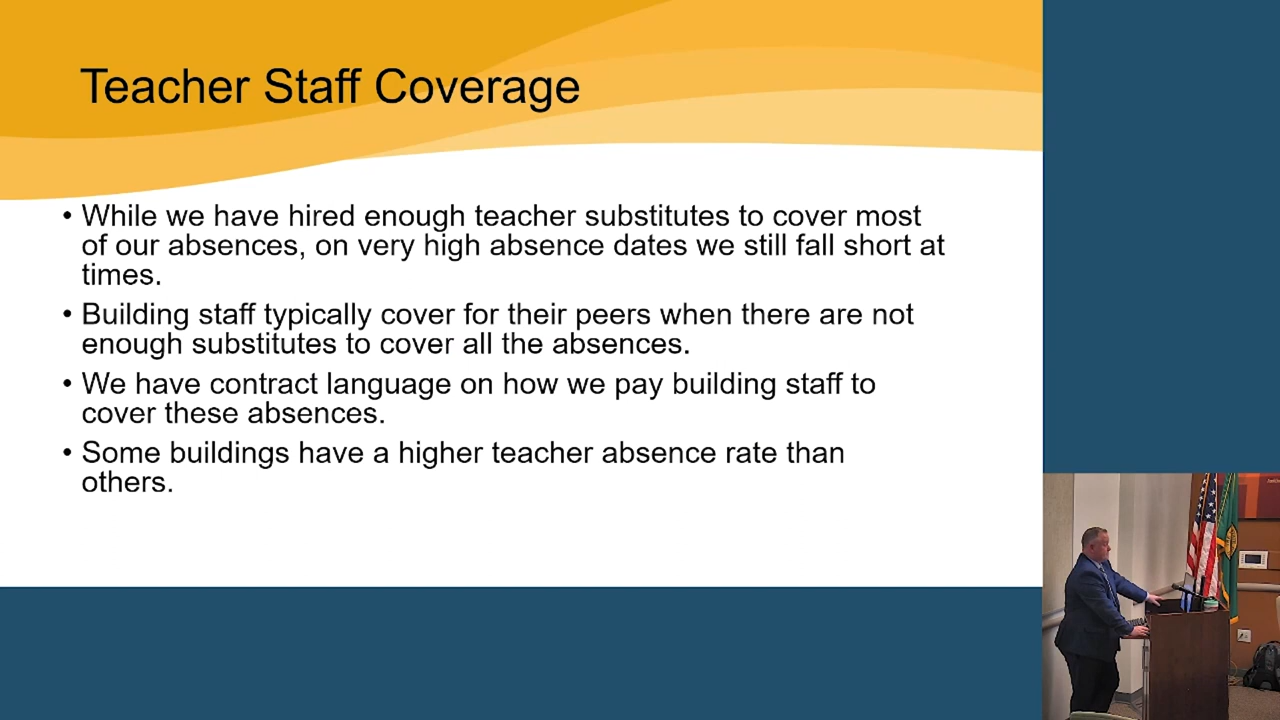 Teacher Staff Coverage
• While we have hired enough teacher substitutes to cover most
of our absences, on very high absence dates we still fall short at
times.
• Building staff typically cover for their peers when there are not
enough substitutes to cover all the absences.
• We have contract language on how we pay building staff to
cover these absences.
• Some buildings have a higher teacher absence rate than
others.